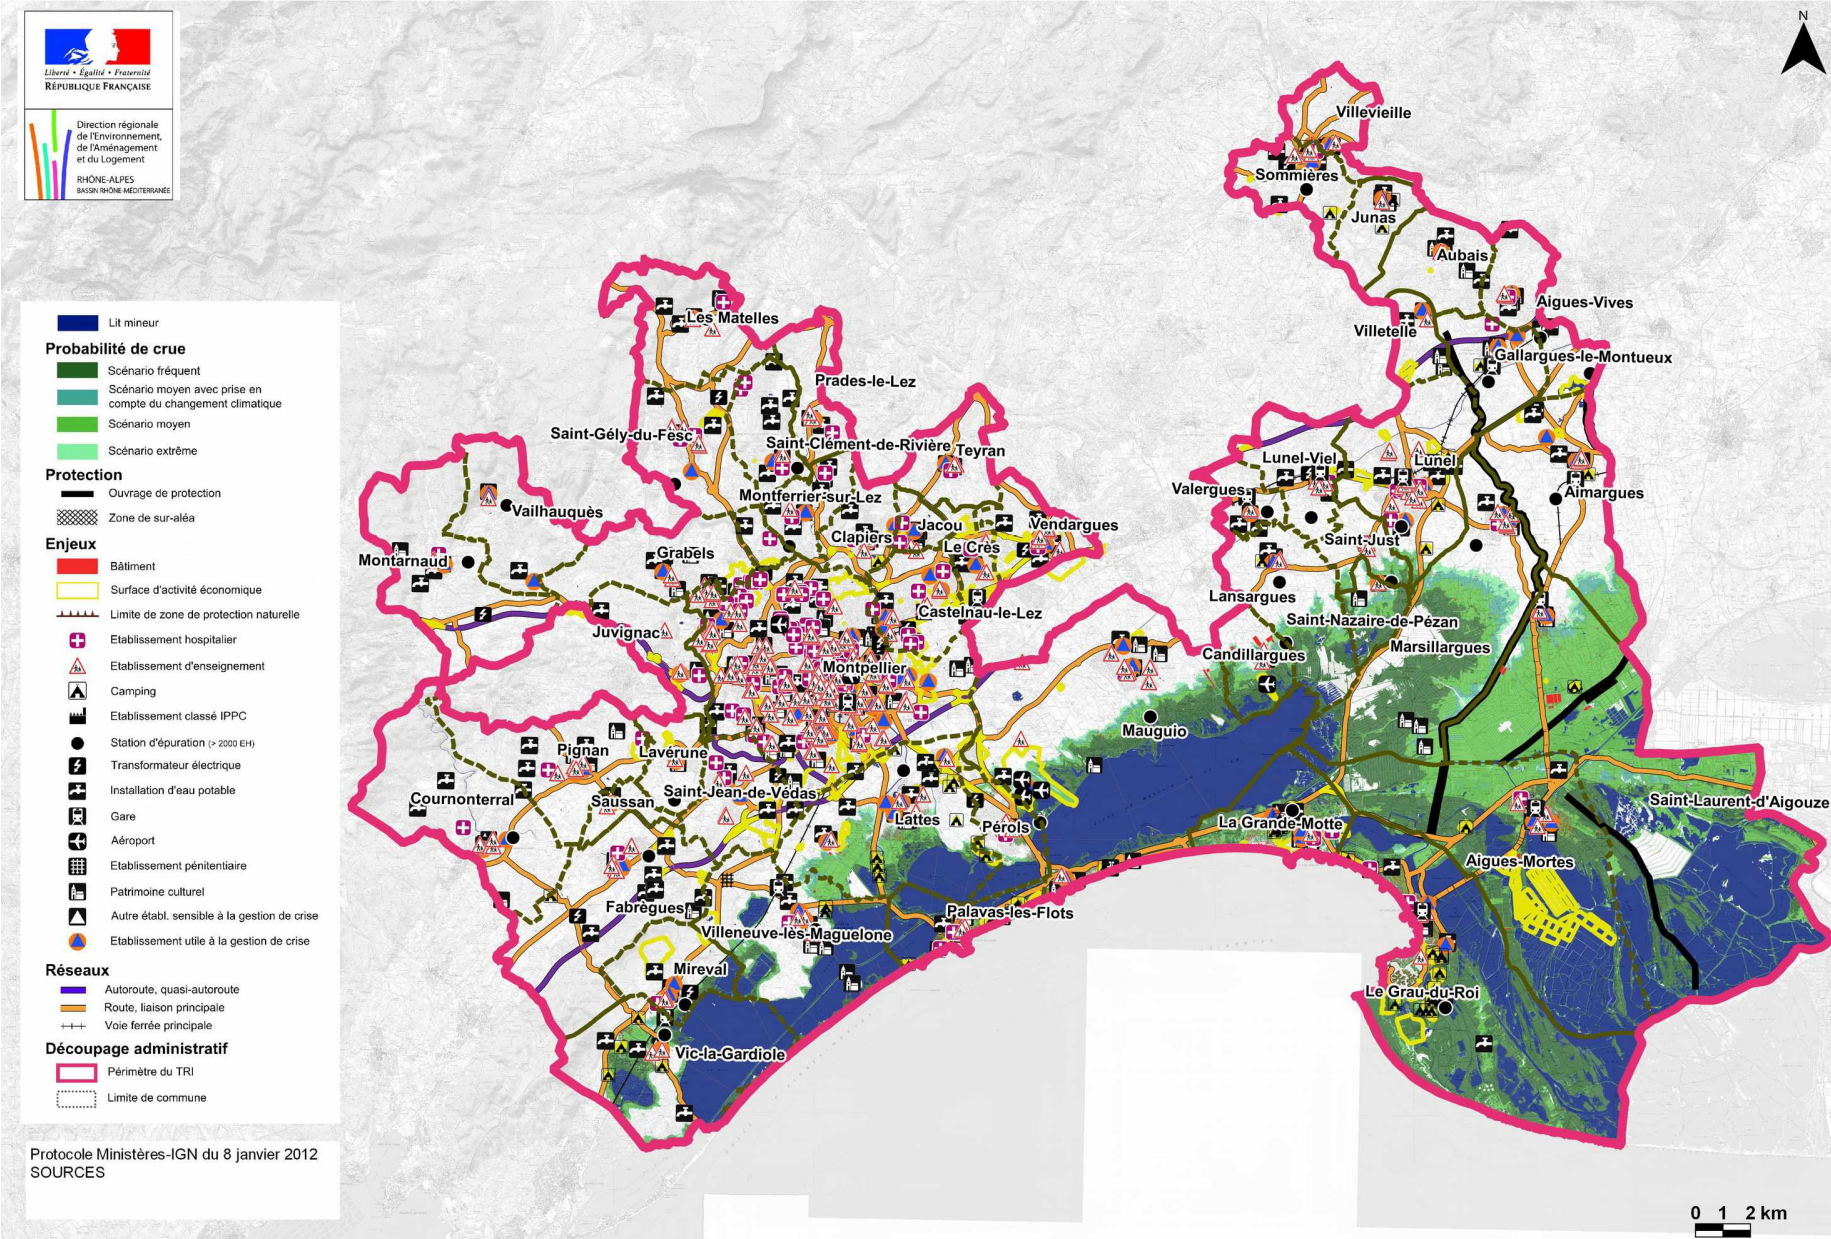 Liberté • Égalité • Fraternité
RÉPUBLIQUE FRANÇAISE
Direction régionale
de l'Environnement,
de l'Aménagement
et du Logement
RHÔNE-ALPES
BASSIN RHÔNE-MÉDITERRANÉE
N
Lit mineur
Probabilité de crue
Scénario fréquent
Scénario moyen avec prise en
compte du changement climatique
Scénario moyen
Scénario extrême
Protection
Ouvrage de protection
Zone de sur-aléa
Enjeux
Bâtiment
Surface d'activité économique
Limite de zone de protection naturelle
Etablissement hospitalier
Etablissement d'enseignement
Camping
Etablissement classé IPPC
Station d'épuration (> 2000 EH)
Transformateur électrique
Installation d'eau potable
Gare
Aéroport
Etablissement pénitentiaire
Patrimoine culturel
Autre établ. sensible à la gestion de crise
Etablissement utile à la gestion de crise
Réseaux
Autoroute, quasi-autoroute
Route, liaison principale
Voie ferrée principale
Découpage administratif
Périmètre du TRI
Limite de commune
Protocole Ministères-IGN du 8 janvier 2012
SOURCES
Villevieille
Sommières
Junas
Aubais
Aigues-Vives
Villetelle
Gallargues-le-Montueux
Les Matelles
Prades-le-Lez
Saint-Gély-du-Fesc
Saint-Clément-de-Rivière
Teyran
Lunel-Viel
Lunel
Valergues
Aimargues
Montferrier-sur-Lez
Vailhauquès
Jacou
Vendargues
Clapiers
Saint-Just
Le Crès
Grabels
Montarnaud
Lansargues
Castelnau-le-Lez
Saint-Nazaire-de-Pézan
Juvignac
Marsillargues
Candillargues
Montpellier
Mauguio
Pignan
Lavérune
Saint-Jean-de-Védas
Cournonterral
Saussan
Saint-Laurent-d'Aigouze
Lattes
Pérols
La Grande-Motte
Aigues-Mortes
Fabrègues
Palavas-les-Flots
Villeneuve-lès-Maguelone
Mireval
Le Grau-du-Roi
Vic-la-Gardiole
0 1 2 km